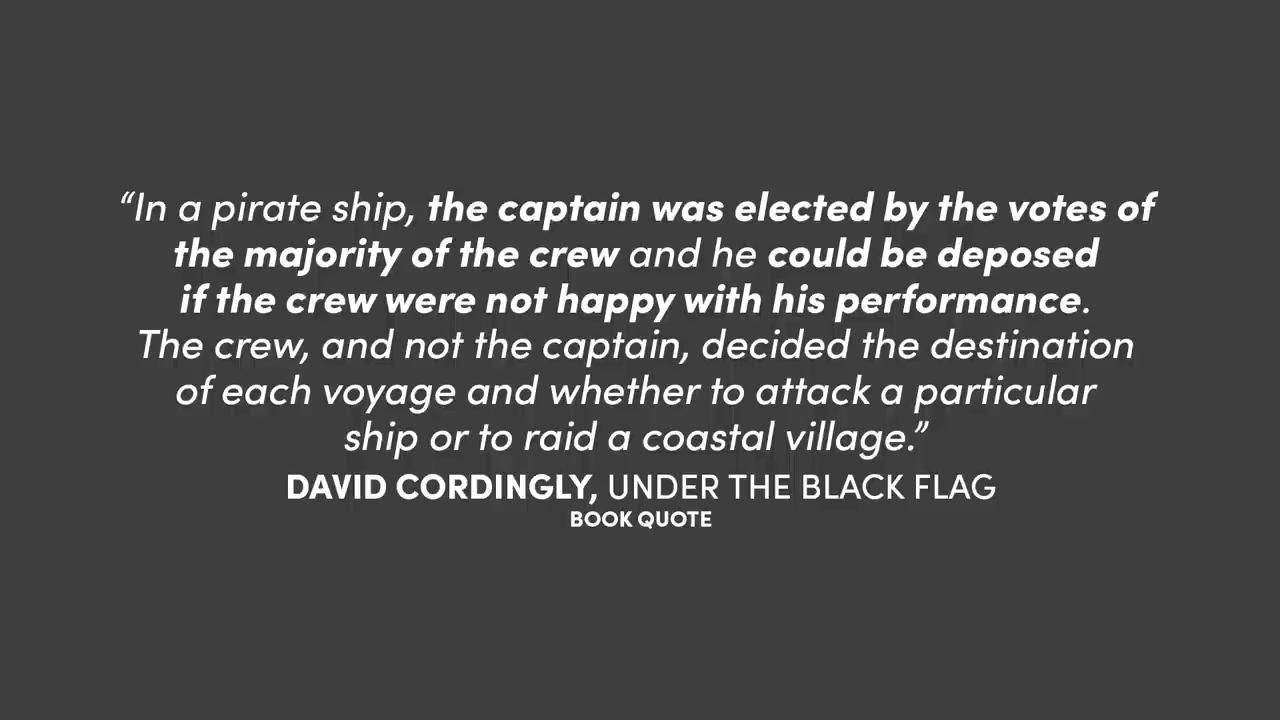 “In a pirate ship, the captain was elected by the votes of
the majority of the crew and he could be deposed
if the crew were not happy with his performance.
The crew, and not the captain, decided the destination
of each voyage and whether to attack a particular
ship or to raid a coastal village.”
DAVID CORDINGLY, UNDER THE BLACK FLAG
BOOK QUOTE